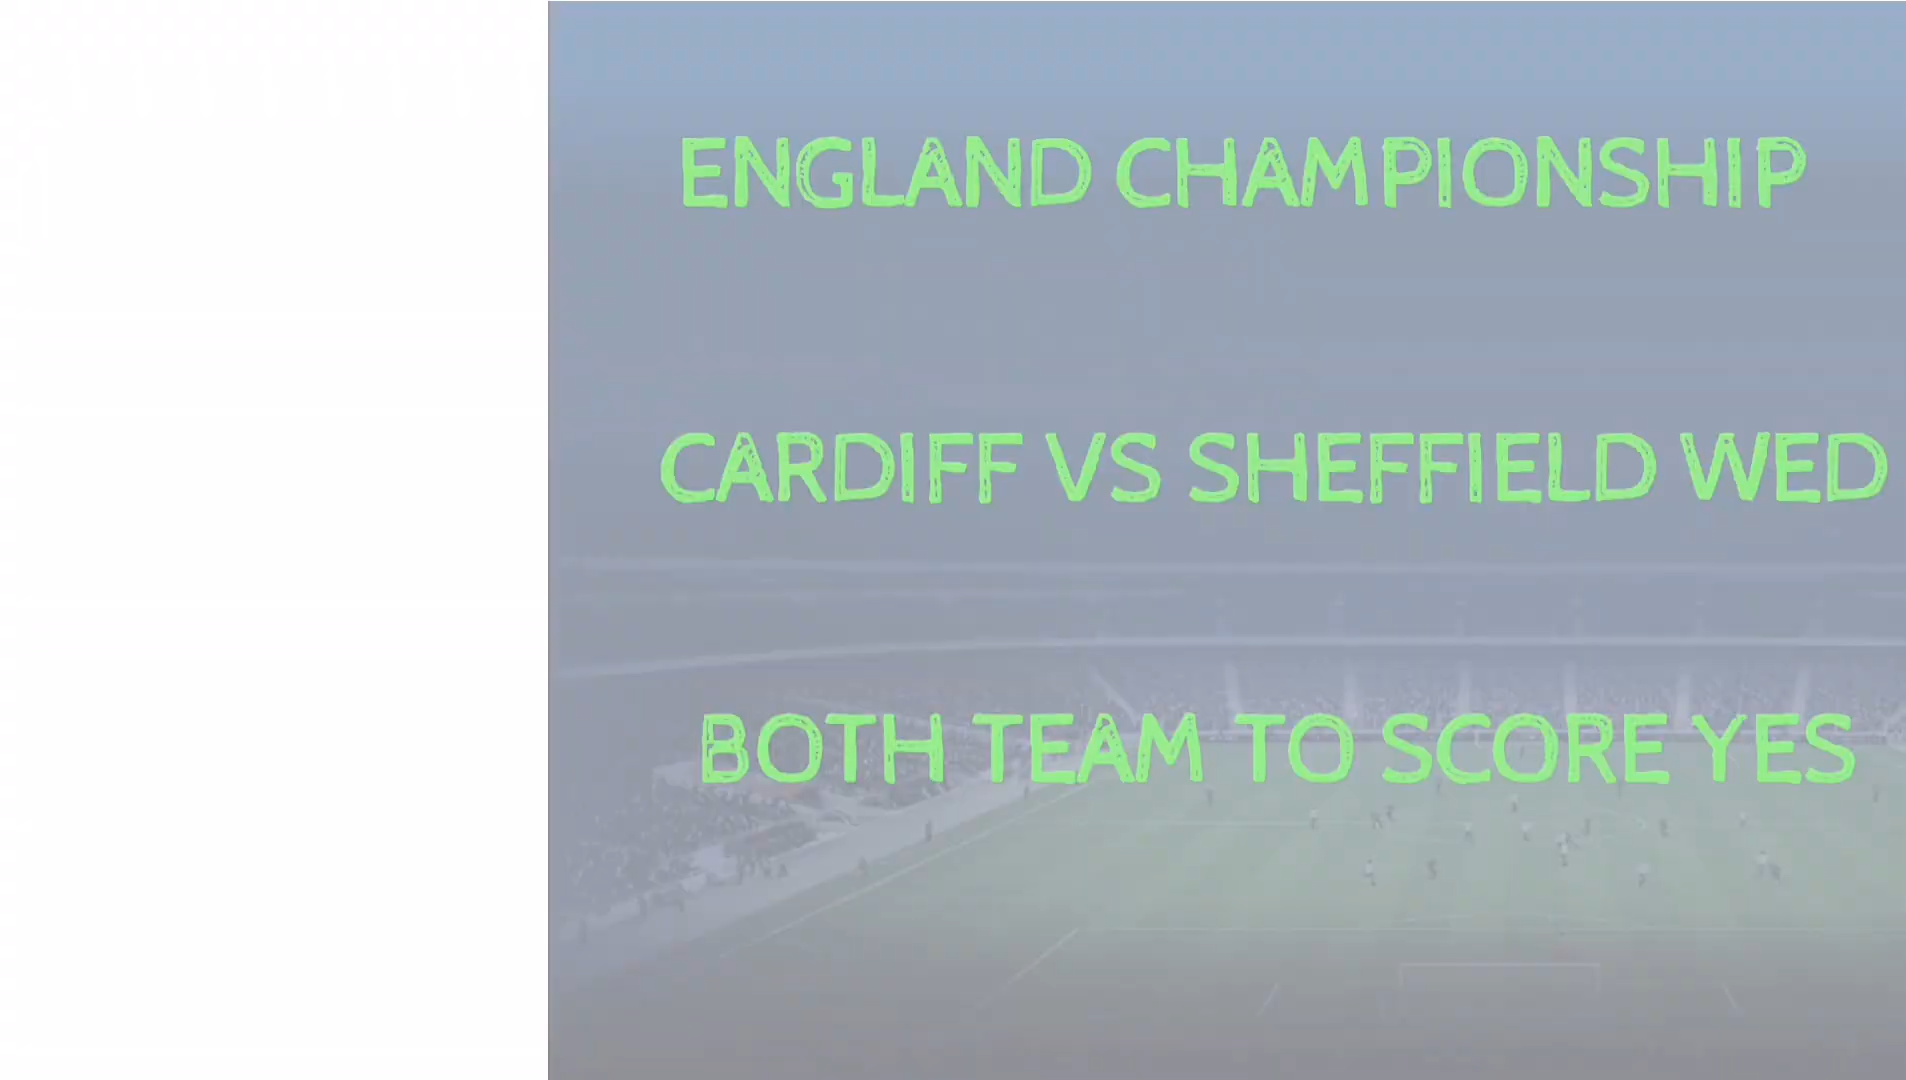 ENGLAND CHAMPIONSHIP
CARDIFF VS SHEFFIELD WED
BOTH TEAM TO SCORE YES